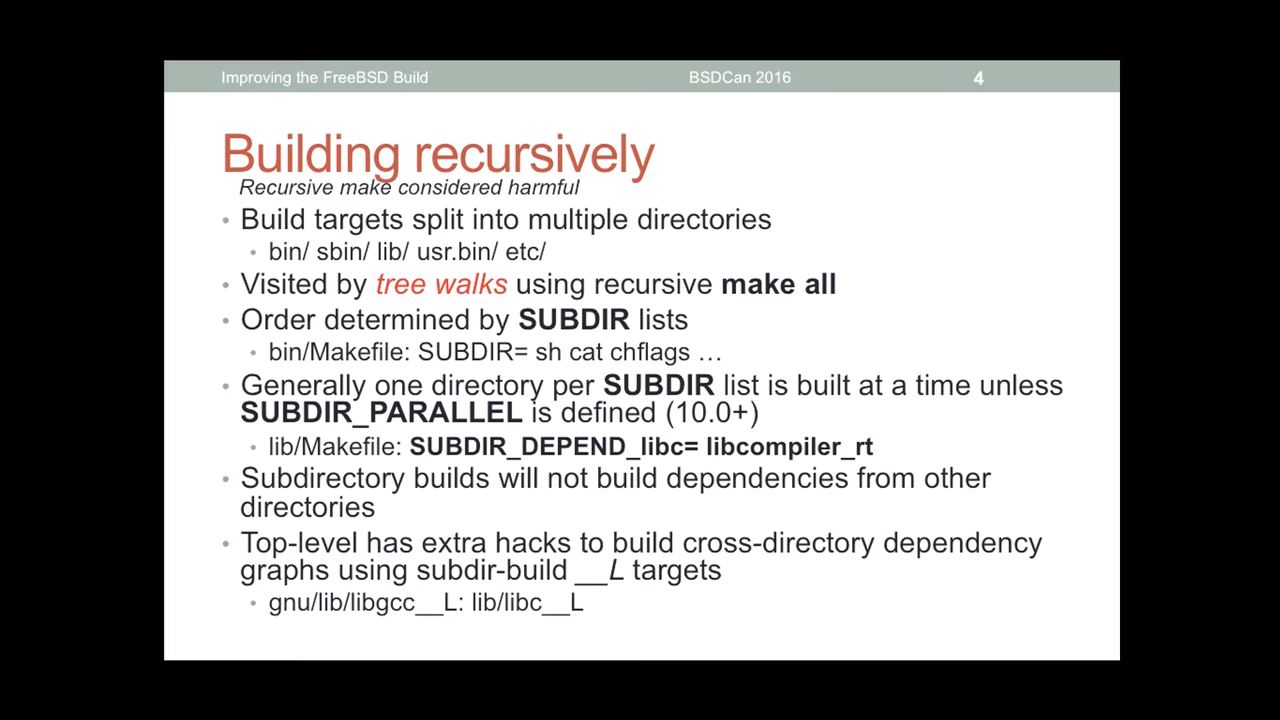 Improving the FreeBSD Build BSDCan 2016 4
Building recursively
Recursive make considered harmful
• Build targets split into multiple directories
• bin/ sbin/ lib/ usr.bin/ etc/
• Visited by tree walks using recursive make all
• Order determined by SUBDIR lists
• bin/Makefile: SUBDIR= sh cat chflags …
• Generally one directory per SUBDIR list is built at a time unless
SUBDIR_PARALLEL is defined (10.0+)
• lib/Makefile: SUBDIR_DEPEND_libc= libcompiler_rt
• Subdirectory builds will not build dependencies from other
directories
• Top-level has extra hacks to build cross-directory dependency
graphs using subdir-build __L targets
• gnu/lib/libgcc__L: lib/libc__L